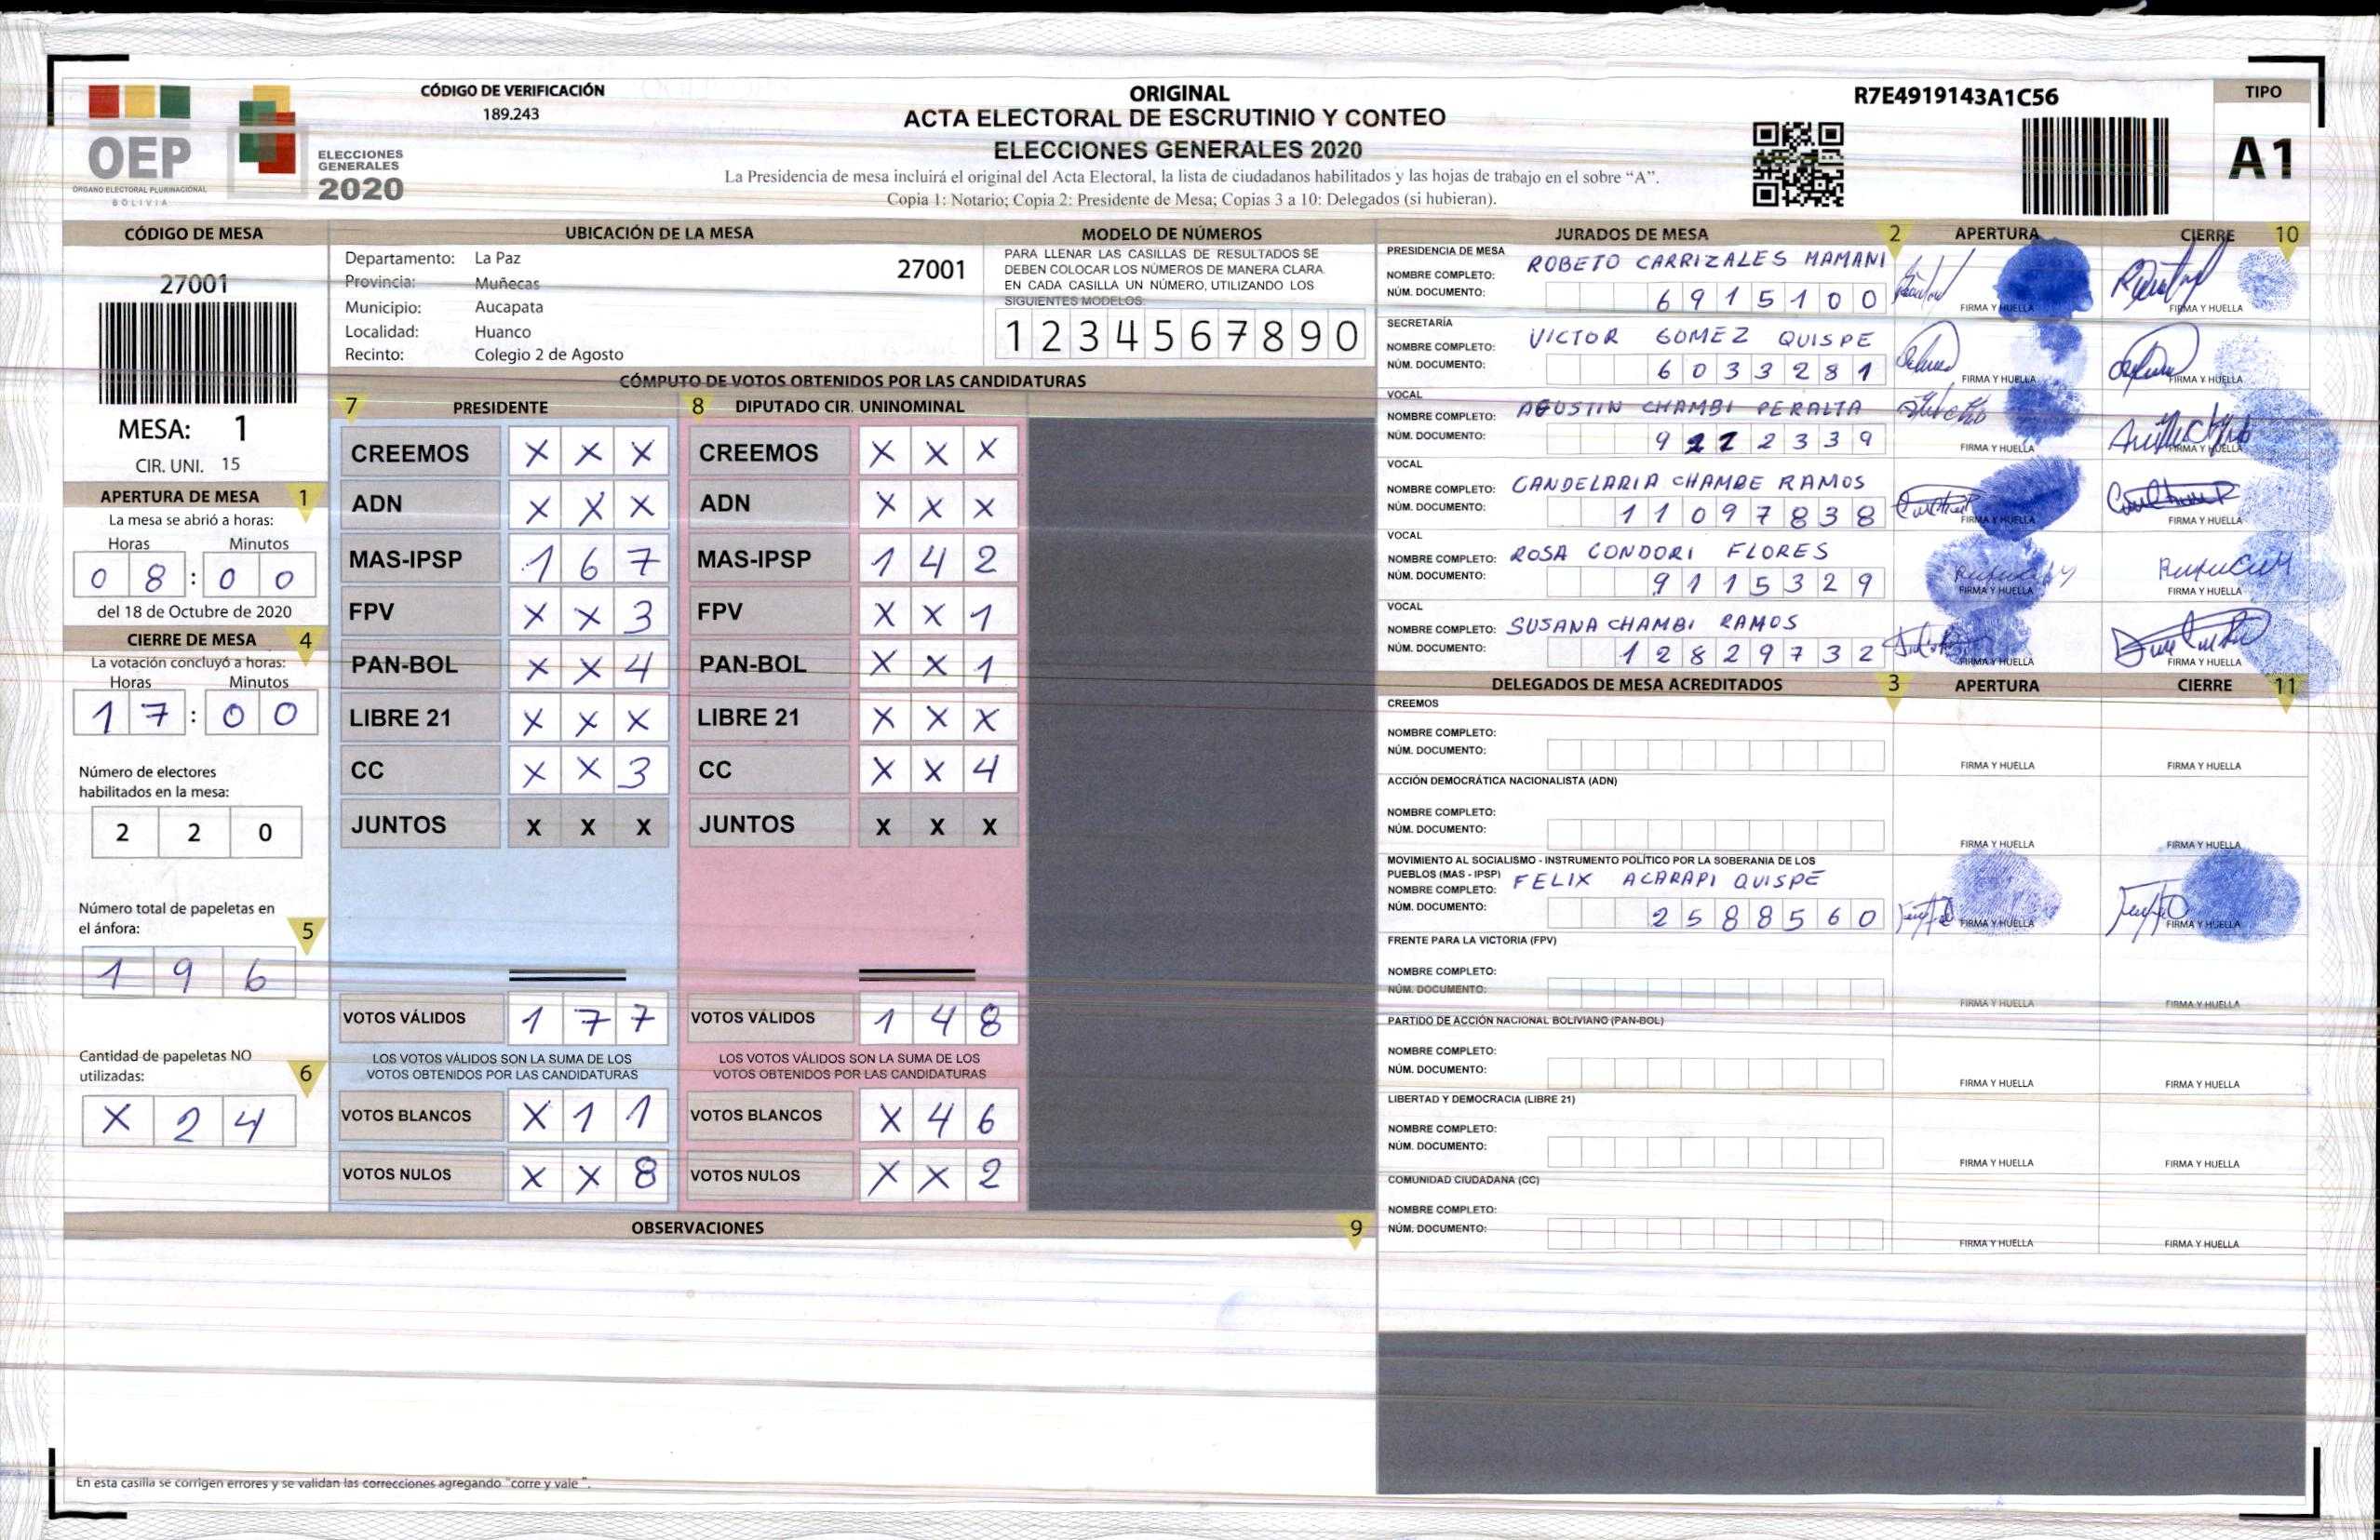 OEP
ÓRGANO ELECTORAL PLURINACIONAL
BOLIVIA
ELECCIONES
GENERALES
2020
CÓDIGO DE VERIFICACIÓN
189.243
ORIGINAL
ACTA ELECTORAL DE ESCRUTINIO Y CONTEO
ELECCIONES GENERALES 2020
La Presidencia de mesa incluirá el original del Acta Electoral, la lista de ciudadanos habilitados y las hojas de trabajo en el sobre “A”.
Copia 1: Notario; Copia 2: Presidente de Mesa; Copias 3 a 10: Delegados (si hubieran).
R7E4919143A1C56
TIPO
A1
CÓDIGO DE MESA
27001
MESA: 1
CIR. UNI. 15
APERTURA DE MESA 1
La mesa se abrió a horas:
Horas Minutos
0 8 : 0 0
del 18 de Octubre de 2020
CIERRE DE MESA 4
La votación concluyó a horas:
Horas Minutos
1 7 : 0 0
Número de electores
habilitados en la mesa:
2 2 0
Número total de papeletas en
el ánfora: 5
1 9 6
Cantidad de papeletas NO
utilizadas: 6
X 2 4
UBICACIÓN DE LA MESA
Departamento: La Paz
27001
Provincia: Muñecas
Municipio: Aucapata
Localidad: Huanco
Recinto: Colegio 2 de Agosto
MODELO DE NÚMEROS
PARA LLENAR LAS CASILLAS DE RESULTADOS SE
DEBEN COLOCAR LOS NÚMEROS DE MANERA CLARA.
EN CADA CASILLA UN NÚMERO, UTILIZANDO LOS
SIGUIENTES MODELOS:
1 2 3 4 5 6 7 8 9 0
CÓMPUTO DE VOTOS OBTENIDOS POR LAS CANDIDATURAS
7 PRESIDENTE
CREEMOS X X X
ADN X X X
MAS-IPSP 1 6 7
FPV X X 3
PAN-BOL X X 4
LIBRE 21 X X X
CC X X 3
JUNTOS X X X
VOTOS VÁLIDOS 1 7 7
LOS VOTOS VÁLIDOS SON LA SUMA DE LOS
VOTOS OBTENIDOS POR LAS CANDIDATURAS
VOTOS BLANCOS X 1 1
VOTOS NULOS X X 8
8 DIPUTADO CIR. UNINOMINAL
CREEMOS X X X
ADN X X X
MAS-IPSP 1 4 2
FPV X X 1
PAN-BOL X X 1
LIBRE 21 X X X
CC X X 4
JUNTOS X X X
VOTOS VÁLIDOS 1 4 8
LOS VOTOS VÁLIDOS SON LA SUMA DE LOS
VOTOS OBTENIDOS POR LAS CANDIDATURAS
VOTOS BLANCOS X 4 6
VOTOS NULOS X X 2
OBSERVACIONES 9
En esta casilla se corrigen errores y se validan las correcciones agregando "corre y vale".
JURADOS DE MESA 2 APERTURA CIERRE 10
PRESIDENCIA DE MESA
NOMBRE COMPLETO: ROBETO CARRIZALES MAMANI
NÚM. DOCUMENTO: 6 9 1 5 1 0 0
FIRMA Y HUELLA FIRMA Y HUELLA
SECRETARÍA
NOMBRE COMPLETO: VICTOR GOMEZ QUISPE
NÚM. DOCUMENTO: 6 0 3 3 2 8 1
FIRMA Y HUELLA FIRMA Y HUELLA
VOCAL
NOMBRE COMPLETO: AGUSTIN CHAMBI PERALTA
NÚM. DOCUMENTO: 9 2 2 2 3 3 9
FIRMA Y HUELLA FIRMA Y HUELLA
VOCAL
NOMBRE COMPLETO: CANDELARIA CHAMBE RAMOS
NÚM. DOCUMENTO: 1 1 0 9 7 8 3 8
FIRMA Y HUELLA FIRMA Y HUELLA
VOCAL
NOMBRE COMPLETO: ROSA CONDORI FLORES
NÚM. DOCUMENTO: 9 1 1 5 3 2 9
FIRMA Y HUELLA FIRMA Y HUELLA
VOCAL
NOMBRE COMPLETO: SUSANA CHAMBI RAMOS
NÚM. DOCUMENTO: 1 2 8 2 9 7 3 2
FIRMA Y HUELLA FIRMA Y HUELLA
DELEGADOS DE MESA ACREDITADOS 3 APERTURA CIERRE 11
CREEMOS
NOMBRE COMPLETO:
NÚM. DOCUMENTO:
FIRMA Y HUELLA FIRMA Y HUELLA
ACCIÓN DEMOCRÁTICA NACIONALISTA (ADN)
NOMBRE COMPLETO:
NÚM. DOCUMENTO:
FIRMA Y HUELLA FIRMA Y HUELLA
MOVIMIENTO AL SOCIALISMO - INSTRUMENTO POLÍTICO POR LA SOBERANIA DE LOS
PUEBLOS (MAS - IPSP)
NOMBRE COMPLETO: FELIX ACARAPI QUISPE
NÚM. DOCUMENTO: 2 5 8 8 5 6 0
FIRMA Y HUELLA FIRMA Y HUELLA
FRENTE PARA LA VICTORIA (FPV)
NOMBRE COMPLETO:
NÚM. DOCUMENTO:
FIRMA Y HUELLA FIRMA Y HUELLA
PARTIDO DE ACCIÓN NACIONAL BOLIVIANO (PAN-BOL)
NOMBRE COMPLETO:
NÚM. DOCUMENTO:
FIRMA Y HUELLA FIRMA Y HUELLA
LIBERTAD Y DEMOCRACIA (LIBRE 21)
NOMBRE COMPLETO:
NÚM. DOCUMENTO:
FIRMA Y HUELLA FIRMA Y HUELLA
COMUNIDAD CIUDADANA (CC)
NOMBRE COMPLETO:
NÚM. DOCUMENTO:
FIRMA Y HUELLA FIRMA Y HUELLA